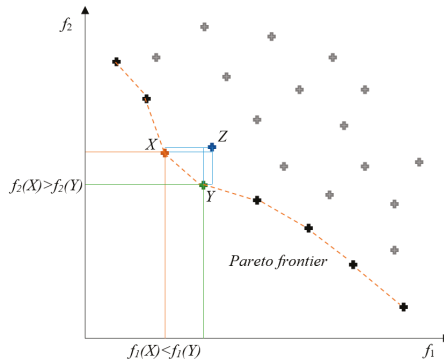 f₂
X
Z
f₂(X)>f₂(Y)
Y
Pareto frontier
f₁(X)<f₁(Y)
f₁